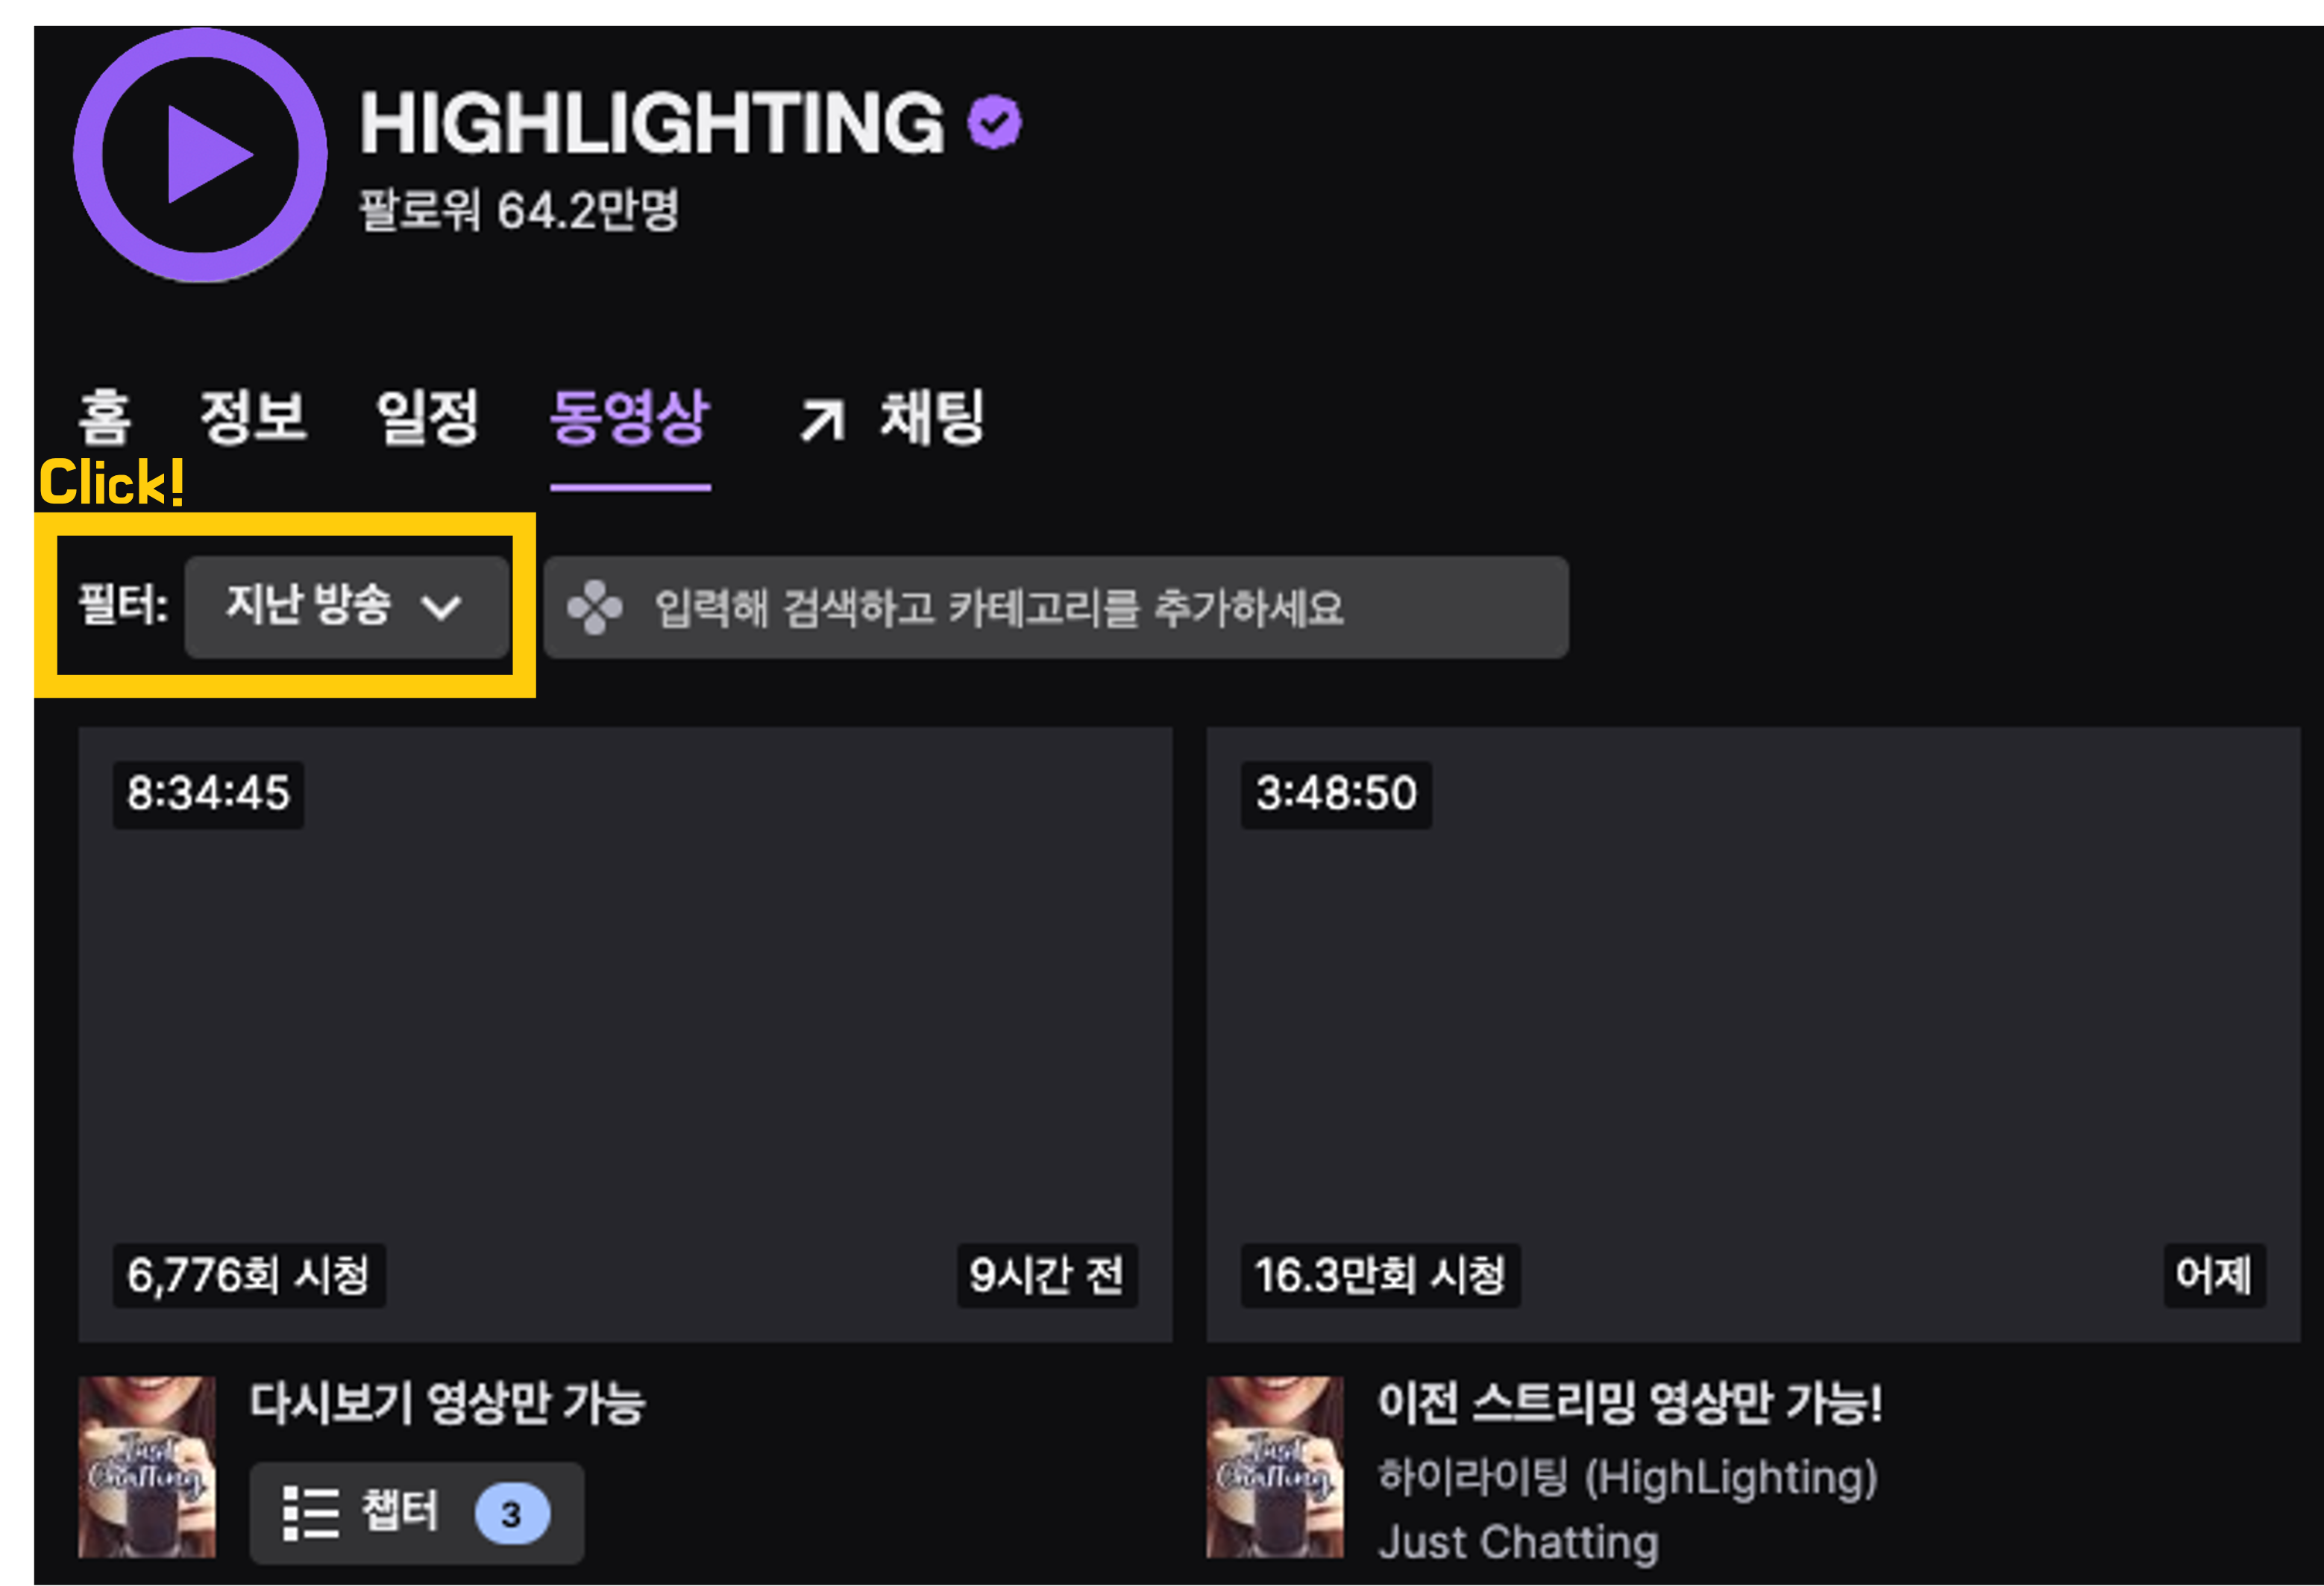 HIGHLIGHTING
팔로워 64.2만명
홈 정보 일정 동영상 채팅
Click!
필터: 지난 방송 입력해 검색하고 카테고리를 추가하세요
8:34:45
6,776회 시청 9시간 전
Just Chatting
다시보기 영상만 가능
챕터 3
3:48:50
16.3만회 시청 어제
Just Chatting
이전 스트리밍 영상만 가능!
하이라이팅 (HighLighting)
Just Chatting